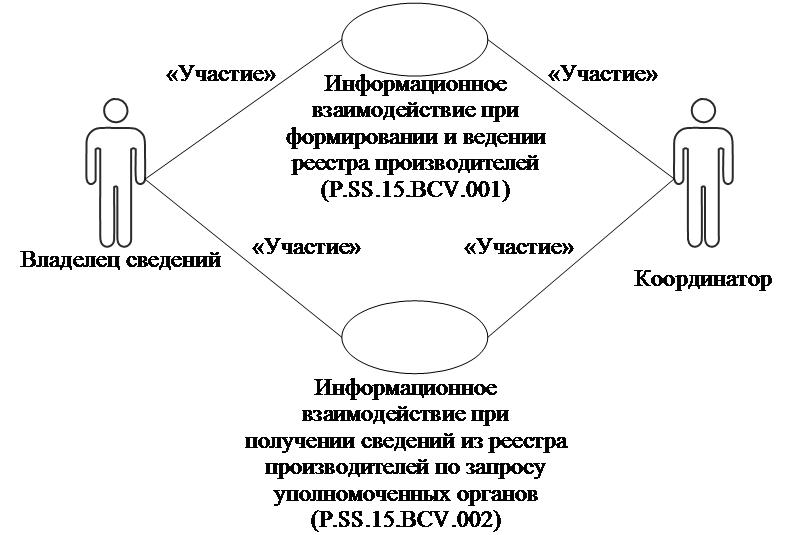 «Участие»
«Участие»
Информационное
взаимодействие при
формировании и ведении
реестра производителей
(P.SS.15.BCV.001)
Владелец сведений
«Участие»
«Участие»
Координатор
Информационное
взаимодействие при
получении сведений из реестра
производителей по запросу
уполномоченных органов
(P.SS.15.BCV.002)